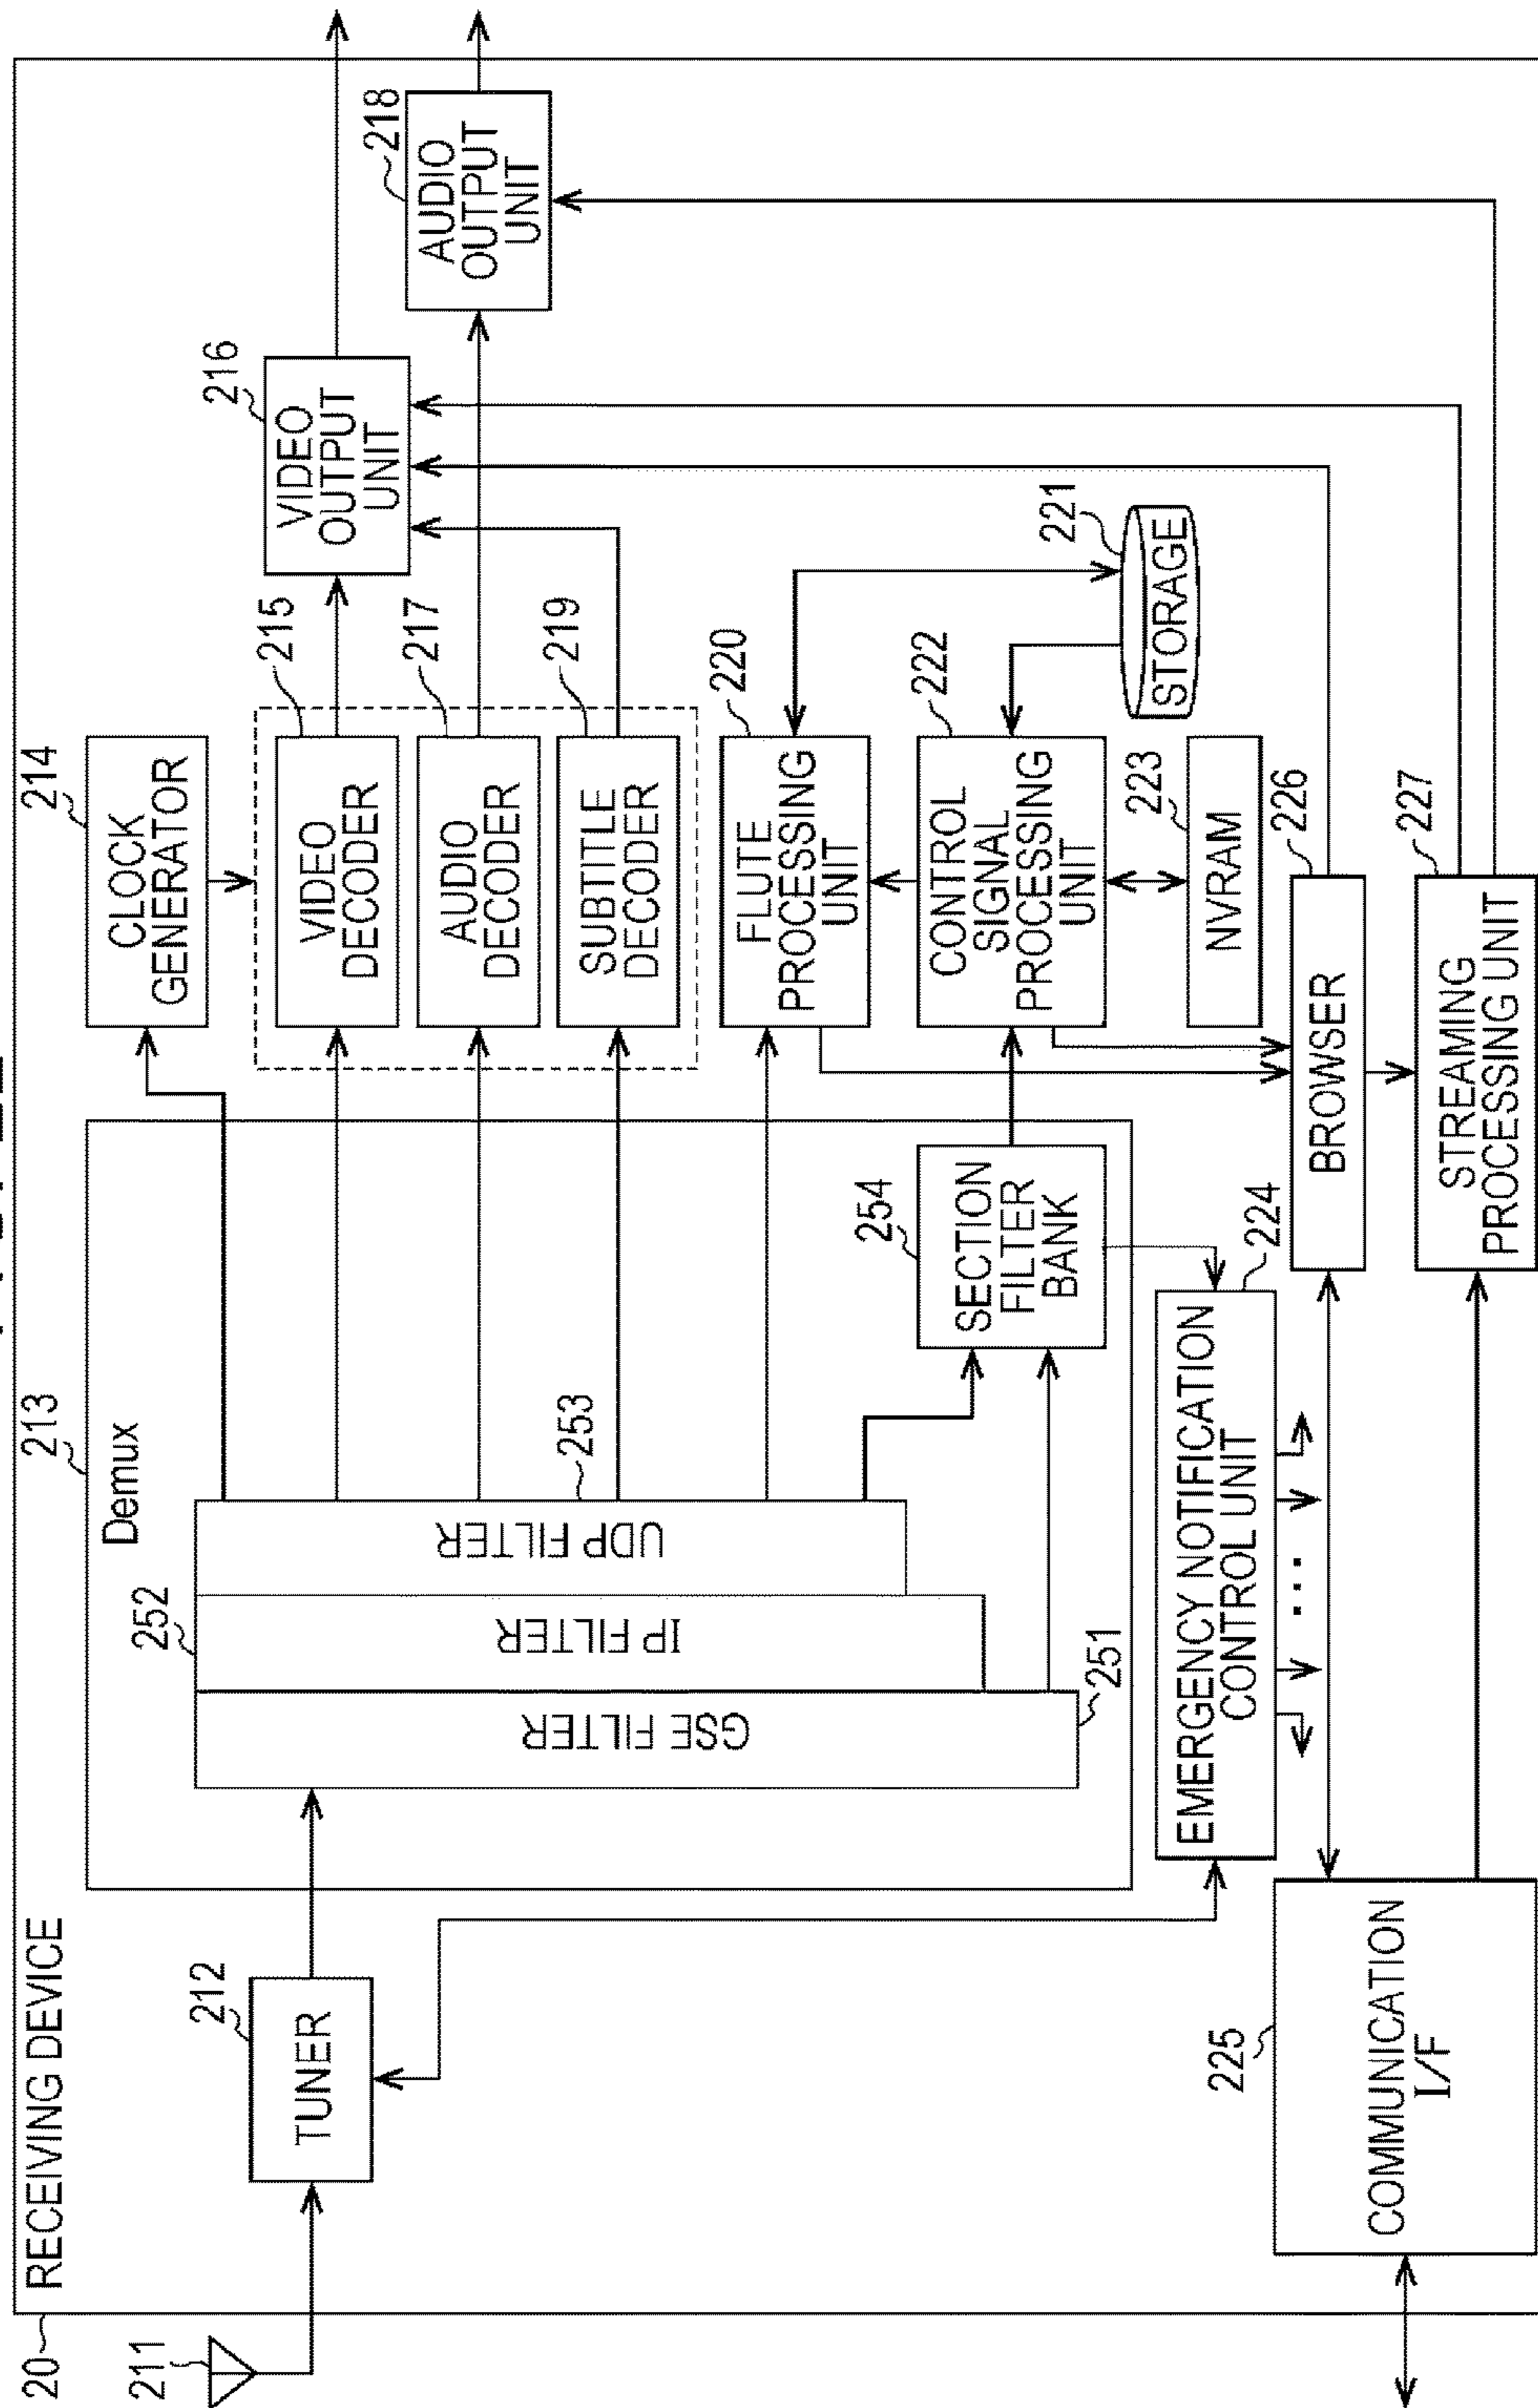 20
RECEIVING DEVICE
211
212
TUNER
213
Demux
252
253
GSE FILTER
IP FILTER
UDP FILTER
251
254
SECTION
FILTER
BANK
214
CLOCK
GENERATOR
215
VIDEO
DECODER
217
AUDIO
DECODER
219
SUBTITLE
DECODER
216
VIDEO
OUTPUT
UNIT
218
AUDIO
OUTPUT
UNIT
220
FLUTE
PROCESSING
UNIT
221
STORAGE
222
CONTROL
SIGNAL
PROCESSING
UNIT
223
NVRAM
224
EMERGENCY NOTIFICATION
CONTROL UNIT
...
225
COMMUNICATION
I/F
226
BROWSER
227
STREAMING
PROCESSING UNIT